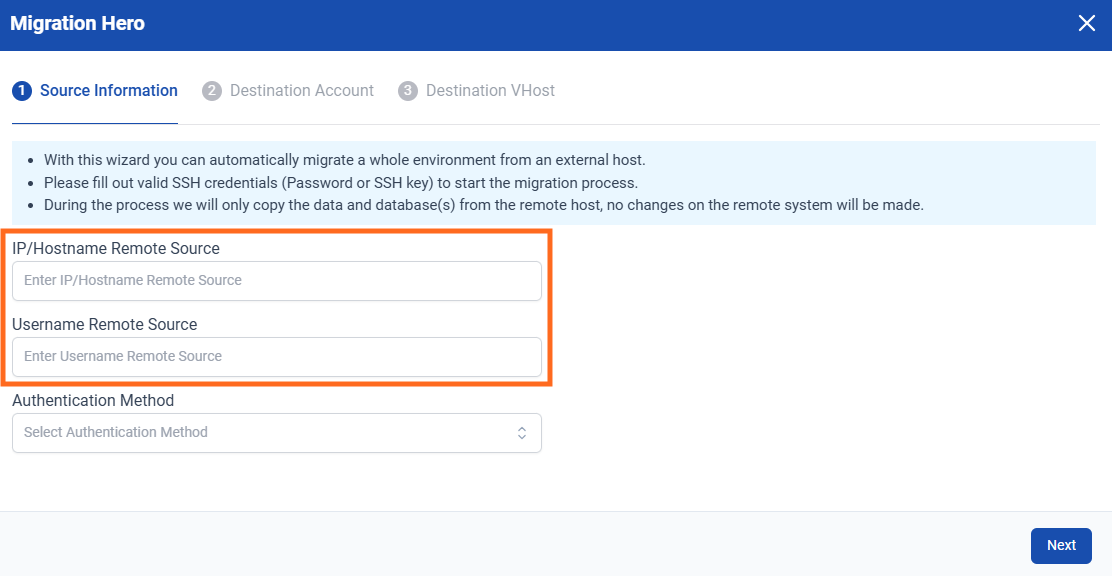 Migration Hero
1 Source Information 2 Destination Account 3 Destination VHost
• With this wizard you can automatically migrate a whole environment from an external host.
• Please fill out valid SSH credentials (Password or SSH key) to start the migration process.
• During the process we will only copy the data and database(s) from the remote host, no changes on the remote system will be made.
IP/Hostname Remote Source
Enter IP/Hostname Remote Source
Username Remote Source
Enter Username Remote Source
Authentication Method
Select Authentication Method
Next